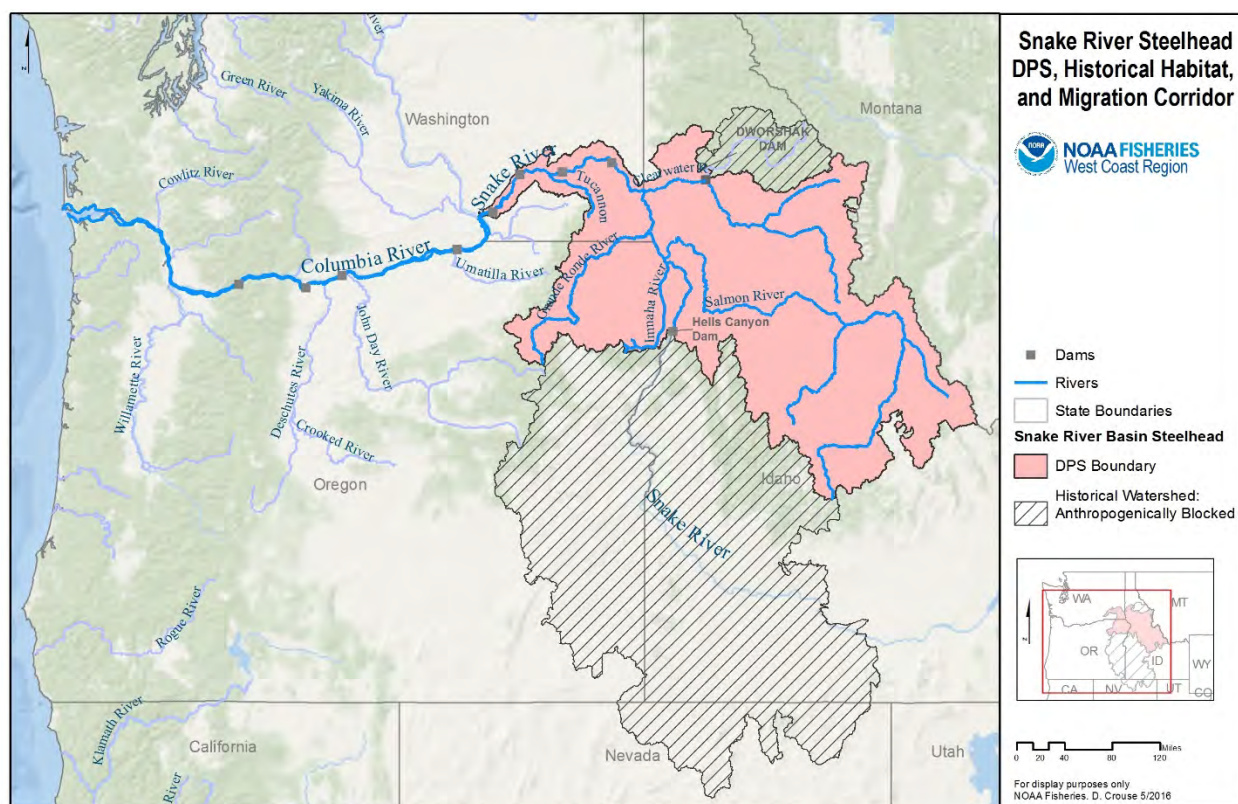 Snake River Steelhead
DPS, Historical Habitat,
and Migration Corridor
NOAA
NOAA FISHERIES
West Coast Region
Dams
Rivers
State Boundaries
Snake River Basin Steelhead
DPS Boundary
Historical Watershed:
Anthropogenically Blocked
WA
MT
OR
ID
WY
CA
NV
UT
CO
Z
0 20 40 80 120
Miles
For display purposes only
NOAA Fisheries. D. Crouse 5/2016
Z
River
Green River
Yakima River
Washington
Montana
DWORSHAK
DAM
Cowlitz River
Snake River
Tucannon
Clearwater R.
Columbia River
Umatilla River
Grande Ronde River
Imnaha River
Salmon River
Hells Canyon
Dam
John Day River
Willamette River
Deschutes River
Crooked River
Oregon
Idaho
Snake River
Rogue River
Klamath River
California
River
Nevada
Utah